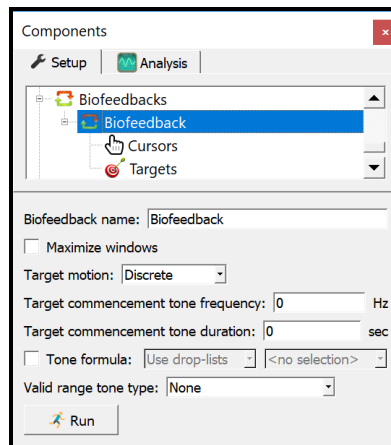 Components
Setup Analysis
Biofeedbacks
Biofeedback
Cursors
Targets
Biofeedback name: Biofeedback
Maximize windows
Target motion: Discrete
Target commencement tone frequency: 0 Hz
Target commencement tone duration: 0 sec
Tone formula: Use drop-lists <no selection>
Valid range tone type: None
Run